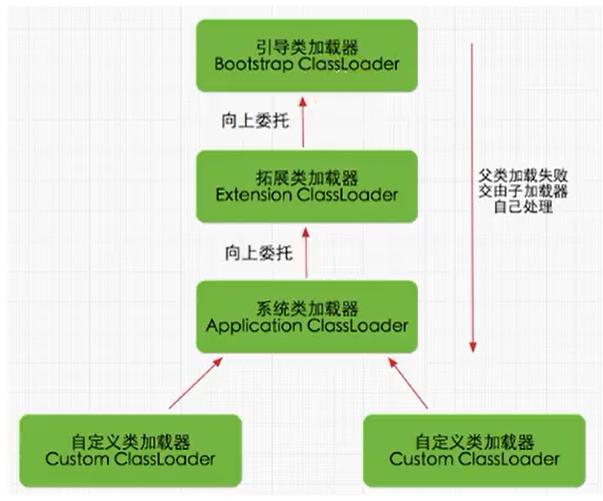 引导类加载器
Bootstrap ClassLoader
向上委托
拓展类加载器
Extension ClassLoader
父类加载失败
交由子加载器
自己处理
向上委托
系统类加载器
Application ClassLoader
自定义类加载器
Custom ClassLoader
自定义类加载器
Custom ClassLoader